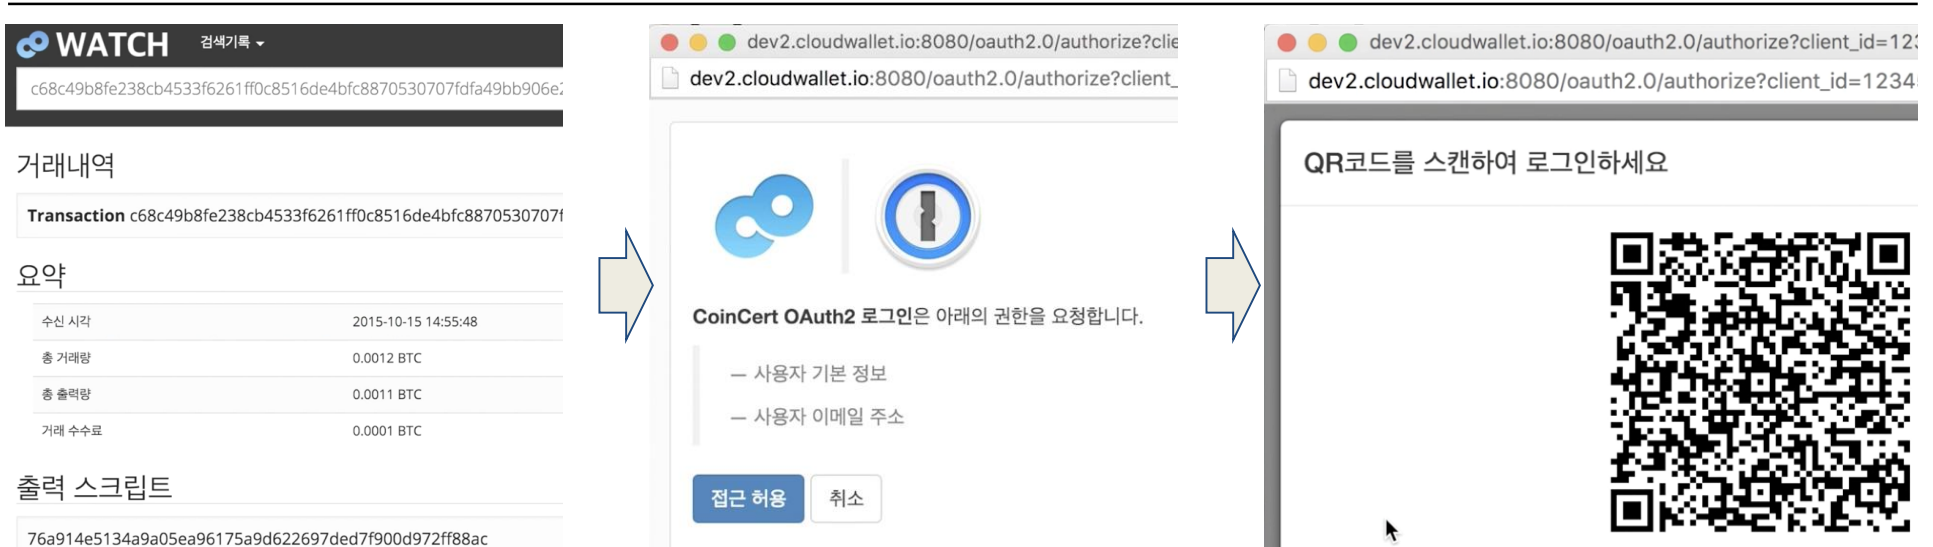 WATCH 검색기록
c68c49b8fe238cb4533f6261ff0c8516de4bfc8870530707fdfa49bb906e2
거래내역
Transaction c68c49b8fe238cb4533f6261ff0c8516de4bfc8870530707f
요약
수신 시각 2015-10-15 14:55:48
총 거래량 0.0012 BTC
총 출력량 0.0011 BTC
거래 수수료 0.0001 BTC
출력 스크립트
76a914e5134a9a05ea96175a9d622697ded7f900d972ff88ac
dev2.cloudwallet.io:8080/oauth2.0/authorize?clie
dev2.cloudwallet.io:8080/oauth2.0/authorize?client_
CoinCert OAuth2 로그인은 아래의 권한을 요청합니다.
— 사용자 기본 정보
— 사용자 이메일 주소
접근 허용 취소
dev2.cloudwallet.io:8080/oauth2.0/authorize?client_id=123
dev2.cloudwallet.io:8080/oauth2.0/authorize?client_id=1234
QR코드를 스캔하여 로그인하세요